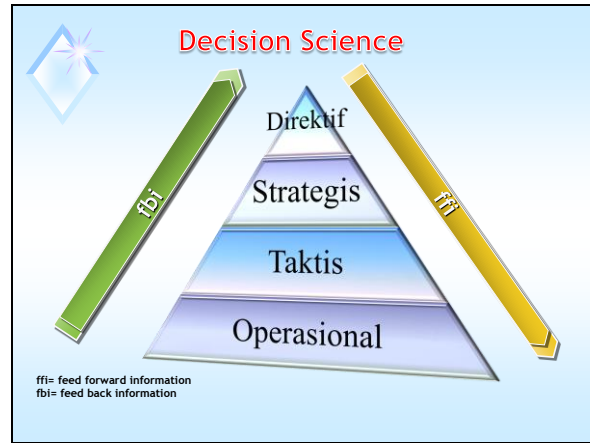 Decision Science
Direktif
fbi
ffi
Strategis
Taktis
Operasional
ffi= feed forward information
fbi= feed back information